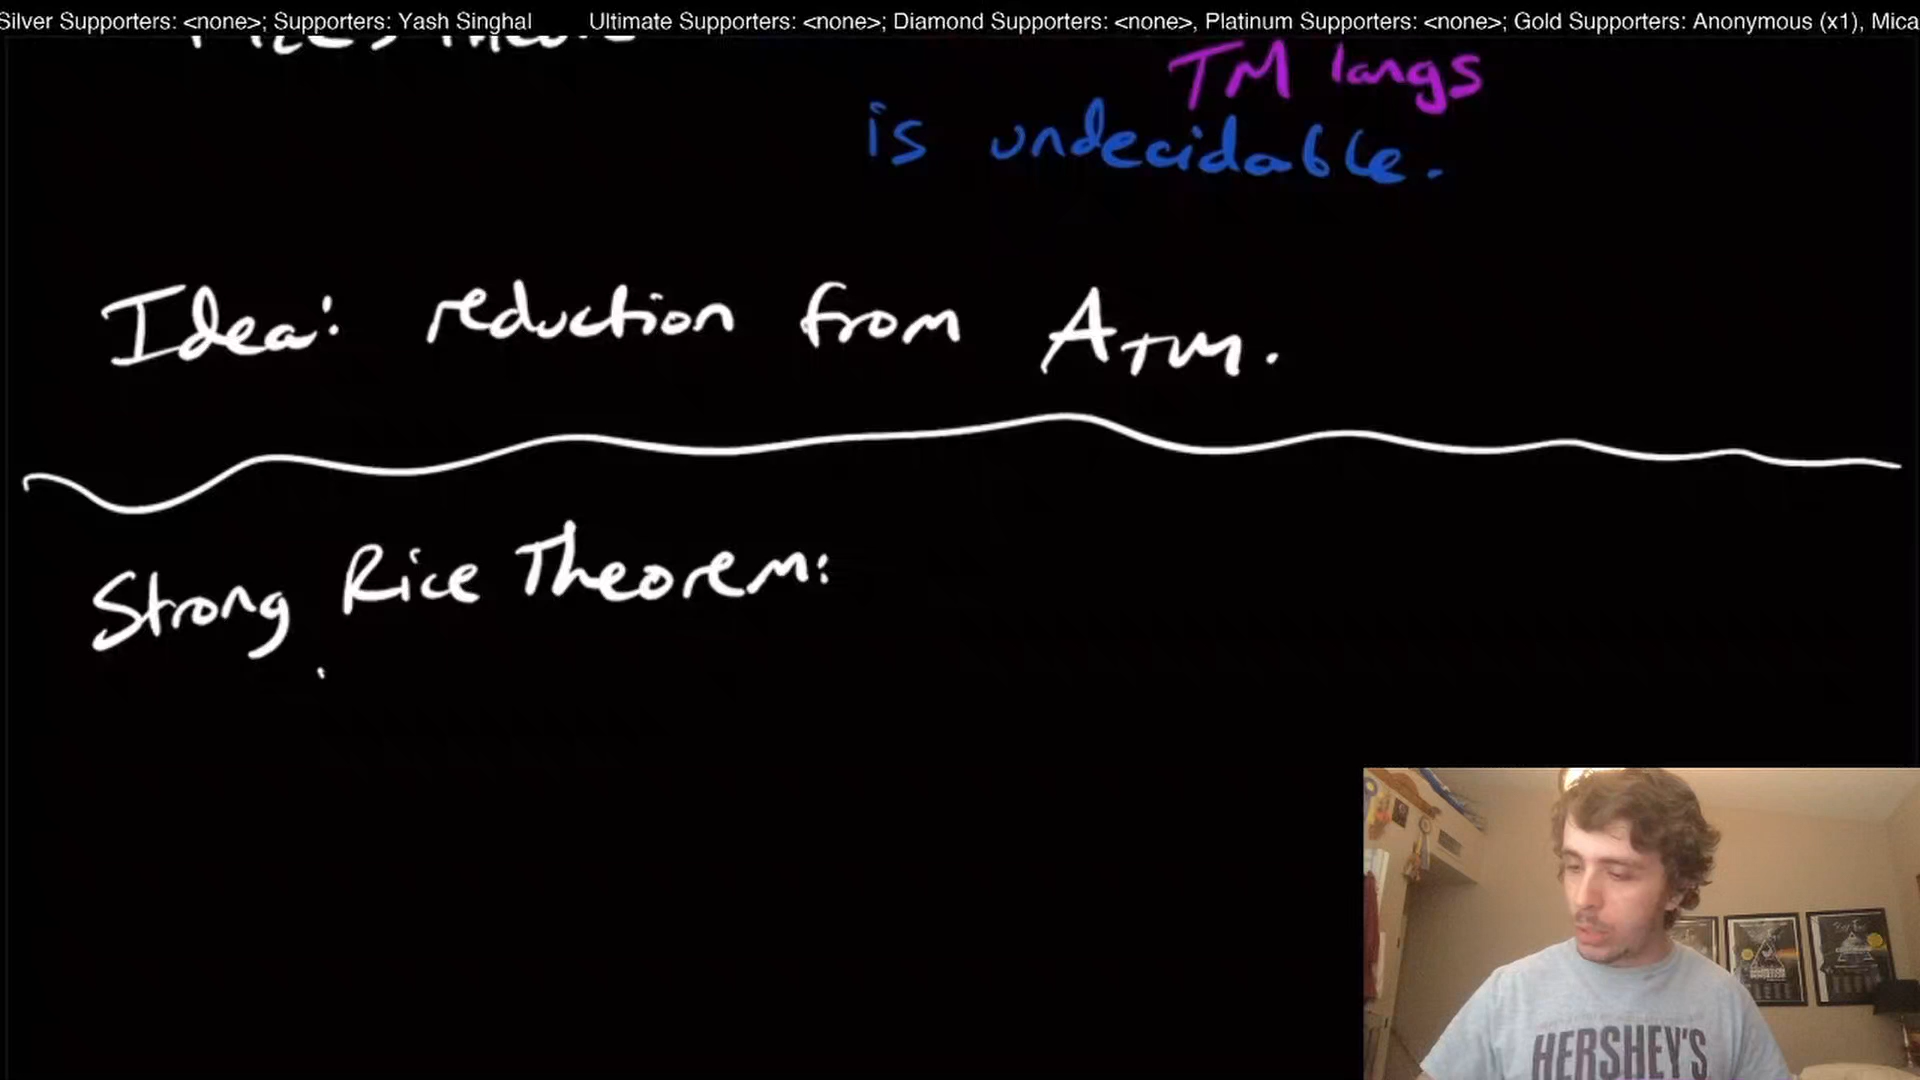 Silver Supporters: <none>; Supporters: Yash Singhal Ultimate Supporters: <none>; Diamond Supporters: <none>, Platinum Supporters: <none>; Gold Supporters: Anonymous (x1), Mica
TM langs
is undecidable.
Idea: reduction from ATM.
Strong Rice Theorem:
HERSHEY'S